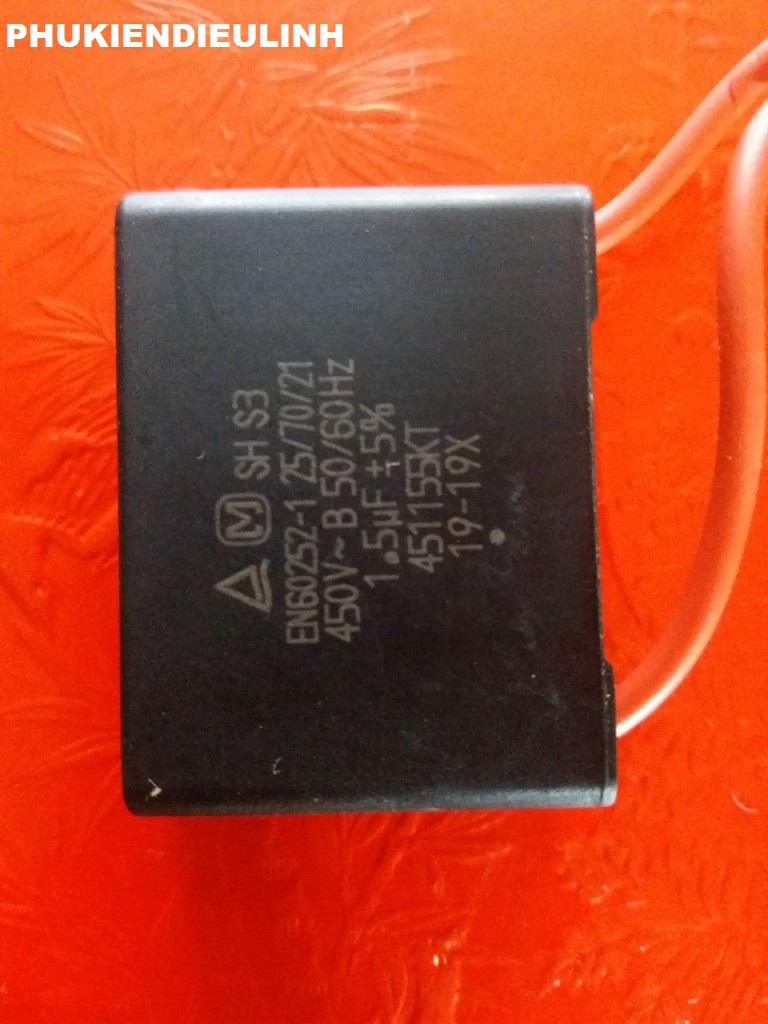 PHUKIENDIEULINH
M SH S3
EN60252-1 25/70/21
450V~ B 50/60Hz
1.5μF ±5%
451155KT
19-19X